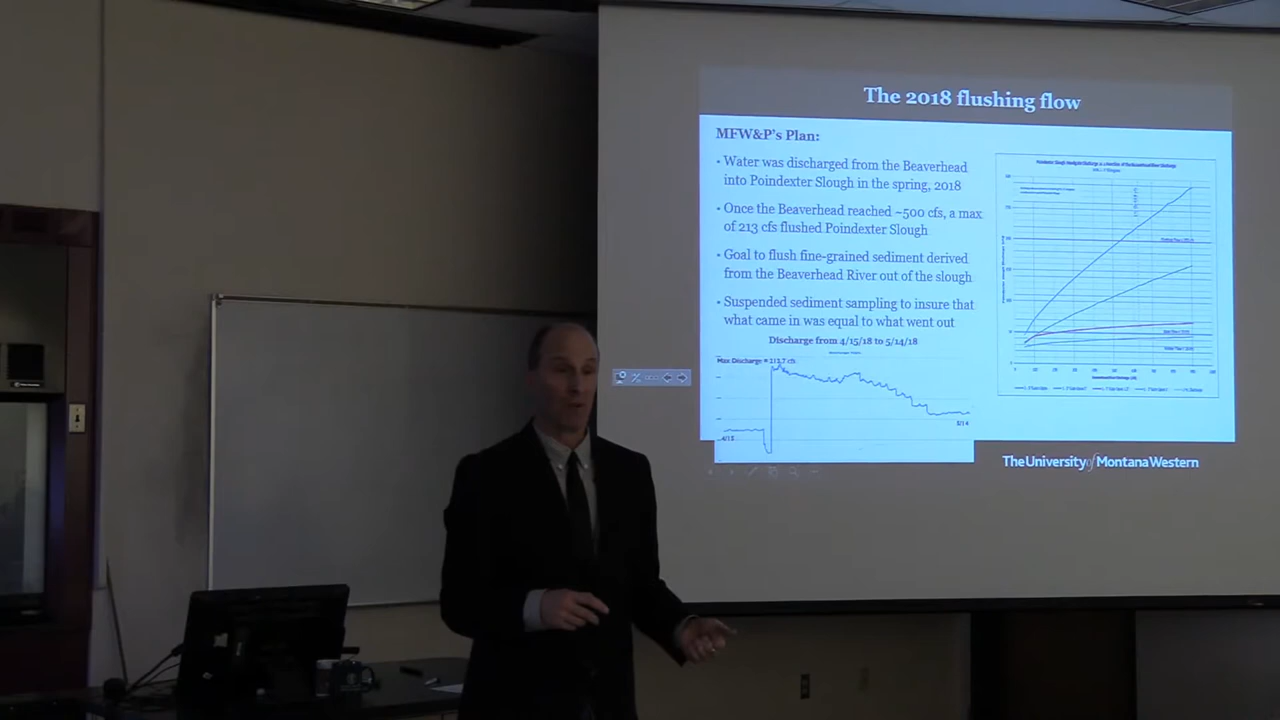 The 2018 flushing flow
MFW&P's Plan:
• Water was discharged from the Beaverhead
into Poindexter Slough in the spring, 2018
• Once the Beaverhead reached ~500 cfs, a max
of 213 cfs flushed Poindexter Slough
• Goal to flush fine-grained sediment derived
from the Beaverhead River out of the slough
• Suspended sediment sampling to insure that
what came in was equal to what went out
Discharge from 4/15/18 to 5/14/18
Max Discharge = 213.7 cfs
4/15
5/14
The University of Montana Western